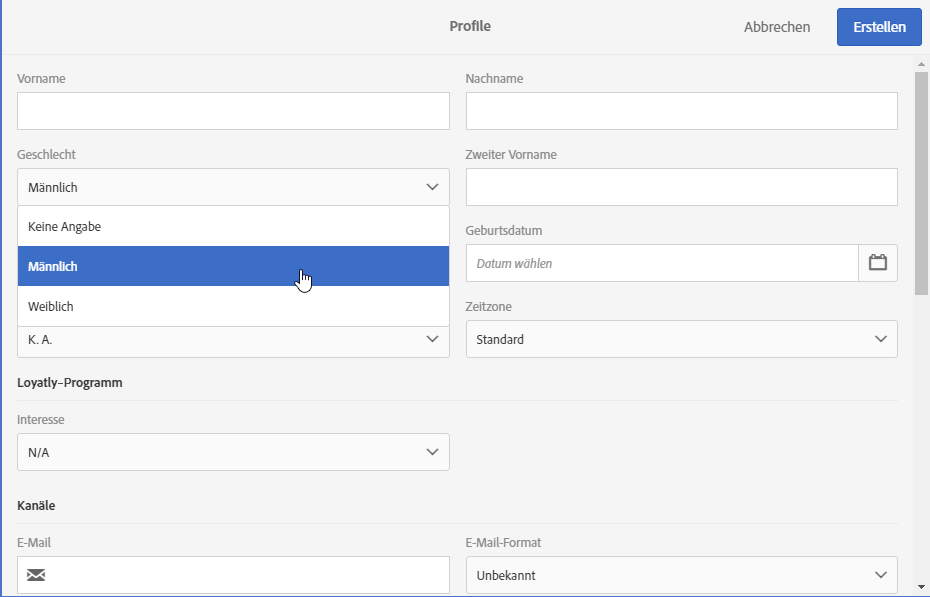 Profile
Abbrechen
Erstellen
Vorname
Nachname
Geschlecht
Zweiter Vorname
Männlich
Keine Angabe
Geburtsdatum
Männlich
Datum wählen
Weiblich
Zeitzone
K. A.
Standard
Loyatly-Programm
Interesse
N/A
Kanäle
E-Mail
E-Mail-Format
Unbekannt